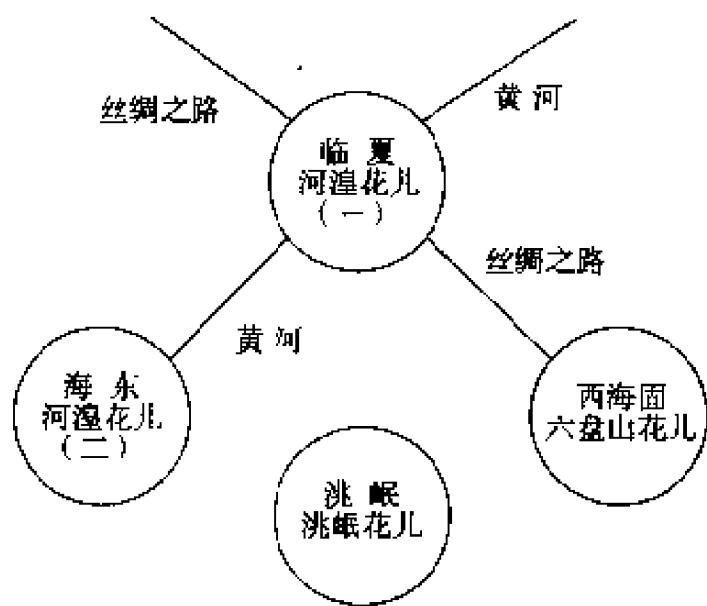 丝绸之路
黄河
临夏
河湟花儿
（一）
丝绸之路
黄河
海东
河湟花儿
（二）
西海固
六盘山花儿
洮岷
洮岷花儿